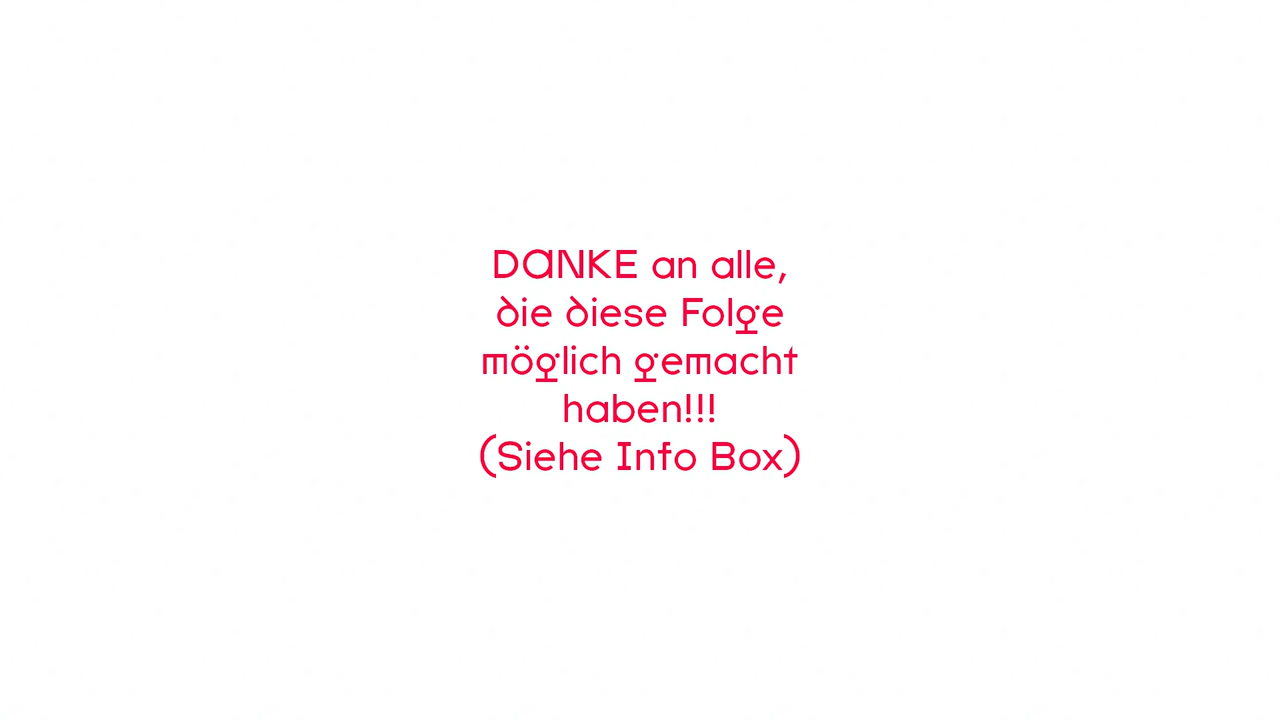 DANKE an alle,
die diese Folge
möglich gemacht
haben!!!
(Siehe Info Box)